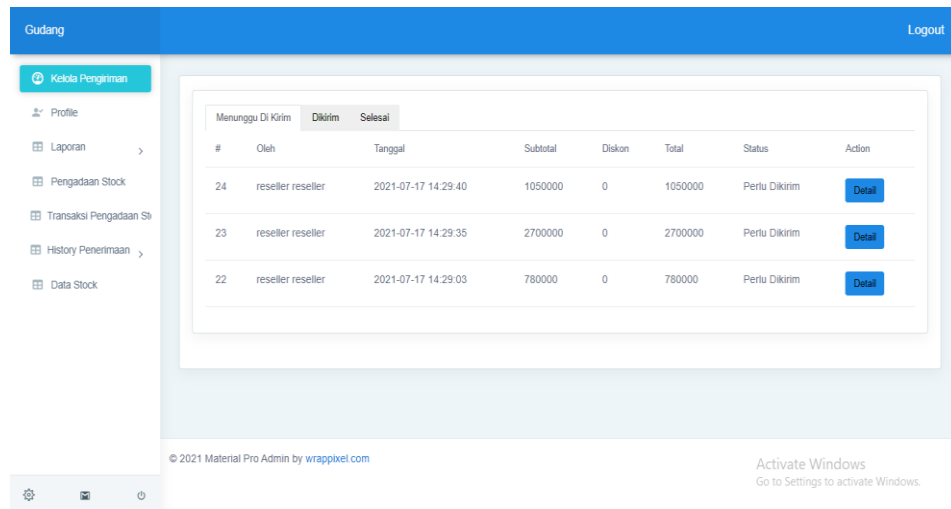 Gudang
Logout
Kelola Pengiriman
Profile
Laporan
Pengadaan Stock
Transaksi Pengadaan Sto
History Penerimaan
Data Stock
Menunggu Di Kirim Dikirim Selesai
# Oleh Tanggal Subtotal Diskon Total Status Action
24 reseller reseller 2021-07-17 14:29:40 1050000 0 1050000 Perlu Dikirim Detail
23 reseller reseller 2021-07-17 14:29:35 2700000 0 2700000 Perlu Dikirim Detail
22 reseller reseller 2021-07-17 14:29:03 780000 0 780000 Perlu Dikirim Detail
© 2021 Material Pro Admin by wrappixel.com
Activate Windows
Go to Settings to activate Windows.